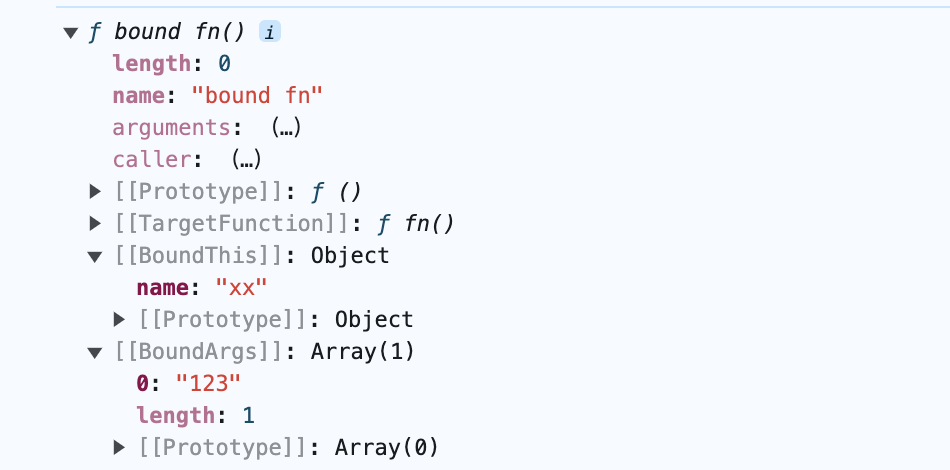 ▼ ƒ bound fn() i
length: 0
name: "bound fn"
arguments: (…)
caller: (…)
▶ [[Prototype]]: ƒ ()
▶ [[TargetFunction]]: ƒ fn()
▼ [[BoundThis]]: Object
name: "xx"
▶ [[Prototype]]: Object
▼ [[BoundArgs]]: Array(1)
0: "123"
length: 1
▶ [[Prototype]]: Array(0)